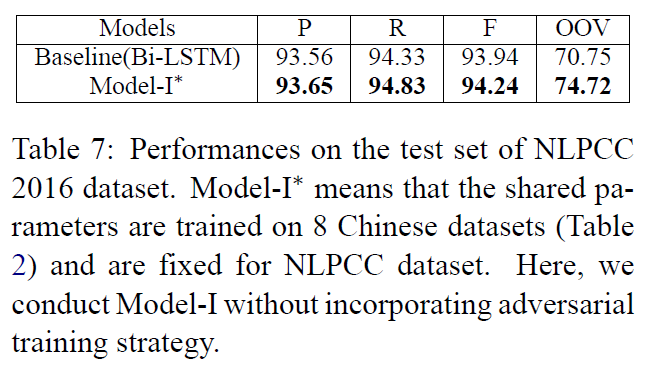 Models P R F OOV
Baseline(Bi-LSTM) 93.56 94.33 93.94 70.75
Model-I* 93.65 94.83 94.24 74.72
Table 7: Performances on the test set of NLPCC
2016 dataset. Model-I* means that the shared pa-
rameters are trained on 8 Chinese datasets (Table
2) and are fixed for NLPCC dataset. Here, we
conduct Model-I without incorporating adversarial
training strategy.